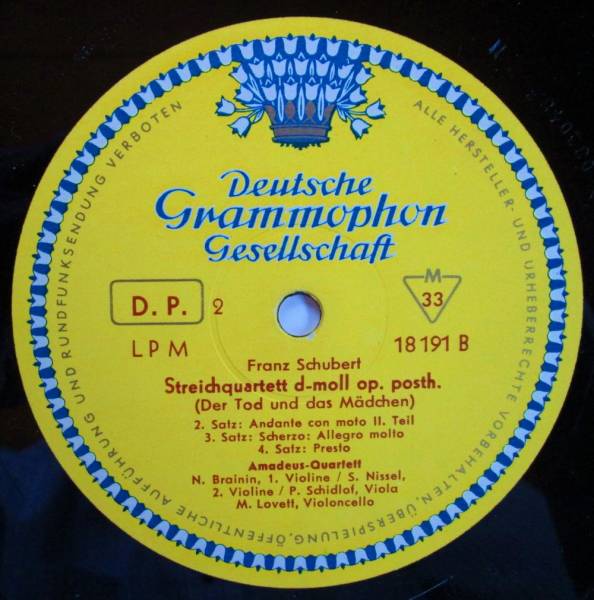 ALLE HERSTELLER- UND URHEBERRECHTE VORBEHALTEN, ÜBERSPIELUNG, ÖFFENTLICHE AUFFÜHRUNG UND RUNDFUNKSENDUNG VERBOTEN
Deutsche
Grammophon
Gesellschaft
D. P. 2
M
33
LPM
18191 B
Franz Schubert
Streichquartett d-moll op. posth.
(Der Tod und das Mädchen)
2. Satz: Andante con moto II. Teil
3. Satz: Scherzo: Allegro molto
4. Satz: Presto
Amadeus-Quartett
N. Brainin, 1. Violine / S. Nissel,
2. Violine / P. Schidlof, Viola
M. Lovett, Violoncello